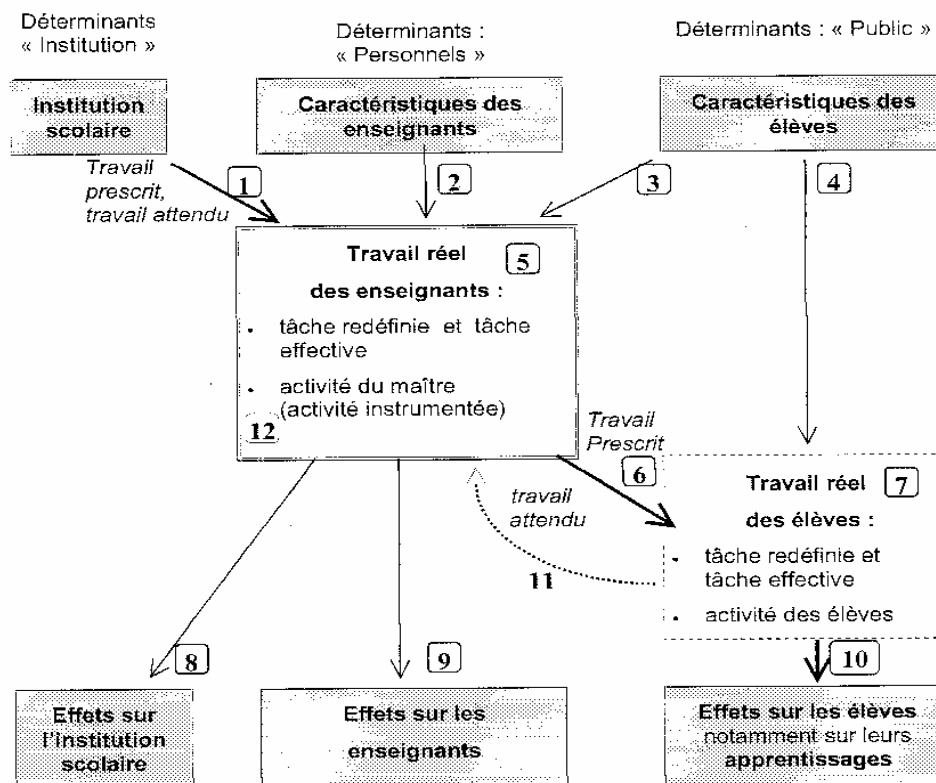 Déterminants
« Institution »
Déterminants :
« Personnels »
Déterminants : « Public »
Institution
scolaire
Caractéristiques des
enseignants
Caractéristiques des
élèves
Travail
prescrit,
travail attendu
1
2
3
4
Travail réel
5
des enseignants :
• tâche redéfinie et tâche
effective
• activité du maître
(activité instrumentée)
12
Travail
Prescrit
6
travail
attendu
11
Travail réel
7
des élèves :
• tâche redéfinie et
tâche effective
• activité des élèves
8
9
10
Effets sur
l'institution
scolaire
Effets sur les
enseignants
Effets sur les élèves
notamment sur leurs
apprentissages